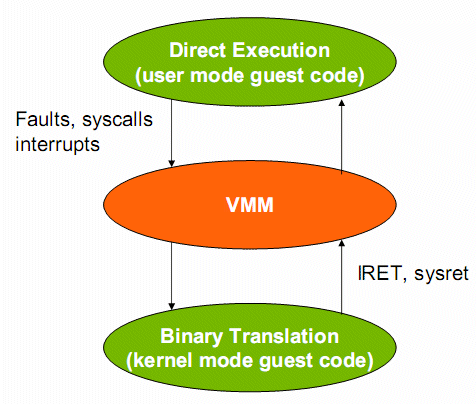 Direct Execution
(user mode guest code)
Faults, syscalls
interrupts
VMM
IRET, sysret
Binary Translation
(kernel mode guest code)